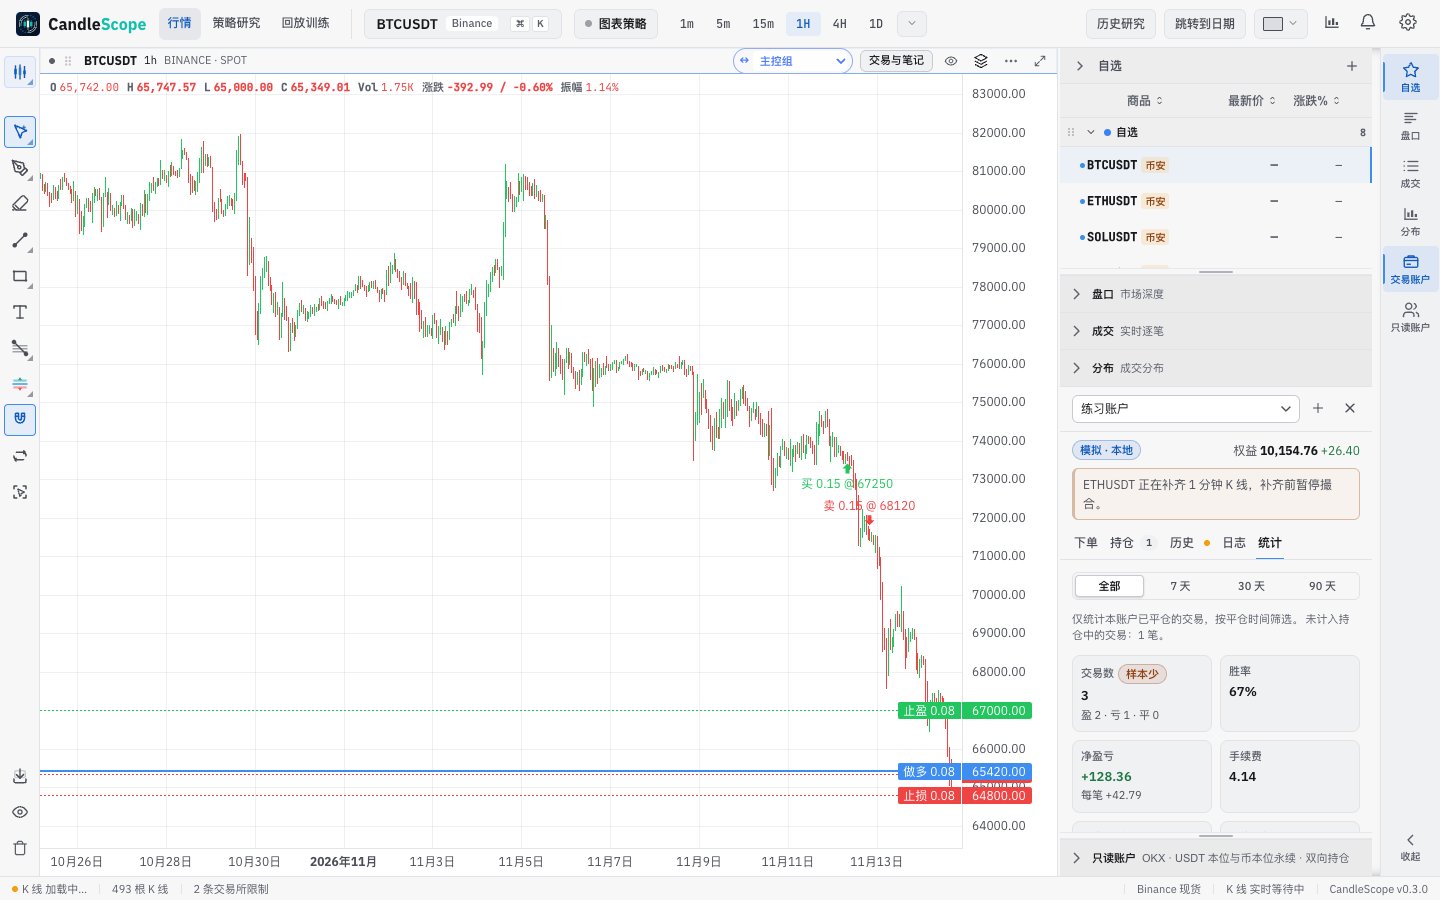 CandleScope 行情 策略研究 回放训练 BTCUSDT Binance ⌘ K 图表策略 1m 5m 15m 1H 4H 1D 历史研究 跳转到日期
BTCUSDT 1h BINANCE · SPOT 主控组 交易与笔记
O 65,742.00 H 65,747.57 L 65,000.00 C 65,349.01 Vol 1.75K 涨跌 -392.99 / -0.60% 振幅 1.14%
83000.00
82000.00
81000.00
80000.00
79000.00
78000.00
77000.00
76000.00
75000.00
74000.00
73000.00
72000.00
71000.00
70000.00
69000.00
68000.00
67000.00
66000.00
65420.00
64800.00
64000.00
买 0.15 @ 67250
卖 0.15 @ 68120
止盈 0.08
做多 0.08
止损 0.08
10月26日 10月28日 10月30日 2026年11月 11月3日 11月5日 11月7日 11月9日 11月11日 11月13日
自选
商品 最新价 涨跌%
自选 8
BTCUSDT 币安 — —
ETHUSDT 币安 — —
SOLUSDT 币安 — —
盘口 市场深度
成交 实时逐笔
分布 成交分布
练习账户
模拟 · 本地 权益 10,154.76 +26.40
ETHUSDT 正在补齐 1 分钟 K 线，补齐前暂停撮
合。
下单 持仓 1 历史 日志 统计
全部 7 天 30 天 90 天
仅统计本账户已平仓的交易，按平仓时间筛选。 未计入持
仓中的交易：1 笔。
交易数 样本少
3
盈 2 · 亏 1 · 平 0
胜率
67%
净盈亏
+128.36
每笔 +42.79
手续费
4.14
只读账户 OKX · USDT 本位与币本位永续 · 双向持仓
自选
盘口
成交
分布
交易账户
只读账户
收起
K 线 加载中... 493 根 K 线 2 条交易所限制 Binance 现货 K 线 实时等待中 CandleScope v0.3.0